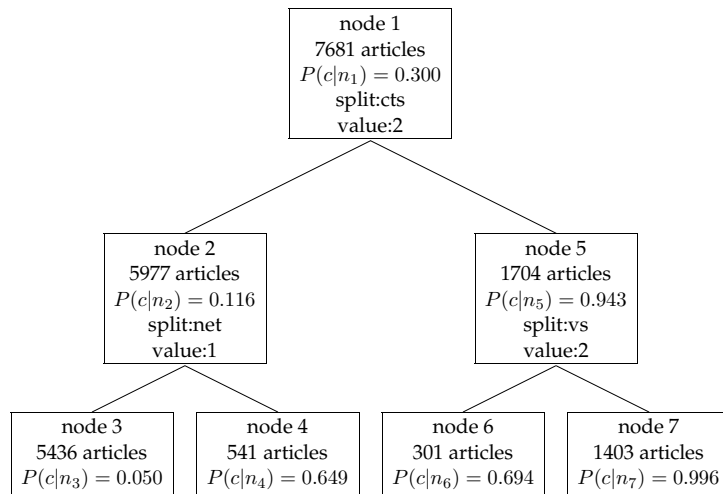 node 1
7681 articles
P(c|n₁) = 0.300
split:cts
value:2
node 2
5977 articles
P(c|n₂) = 0.116
split:net
value:1
node 5
1704 articles
P(c|n₅) = 0.943
split:vs
value:2
node 3
5436 articles
P(c|n₃) = 0.050
node 4
541 articles
P(c|n₄) = 0.649
node 6
301 articles
P(c|n₆) = 0.694
node 7
1403 articles
P(c|n₇) = 0.996